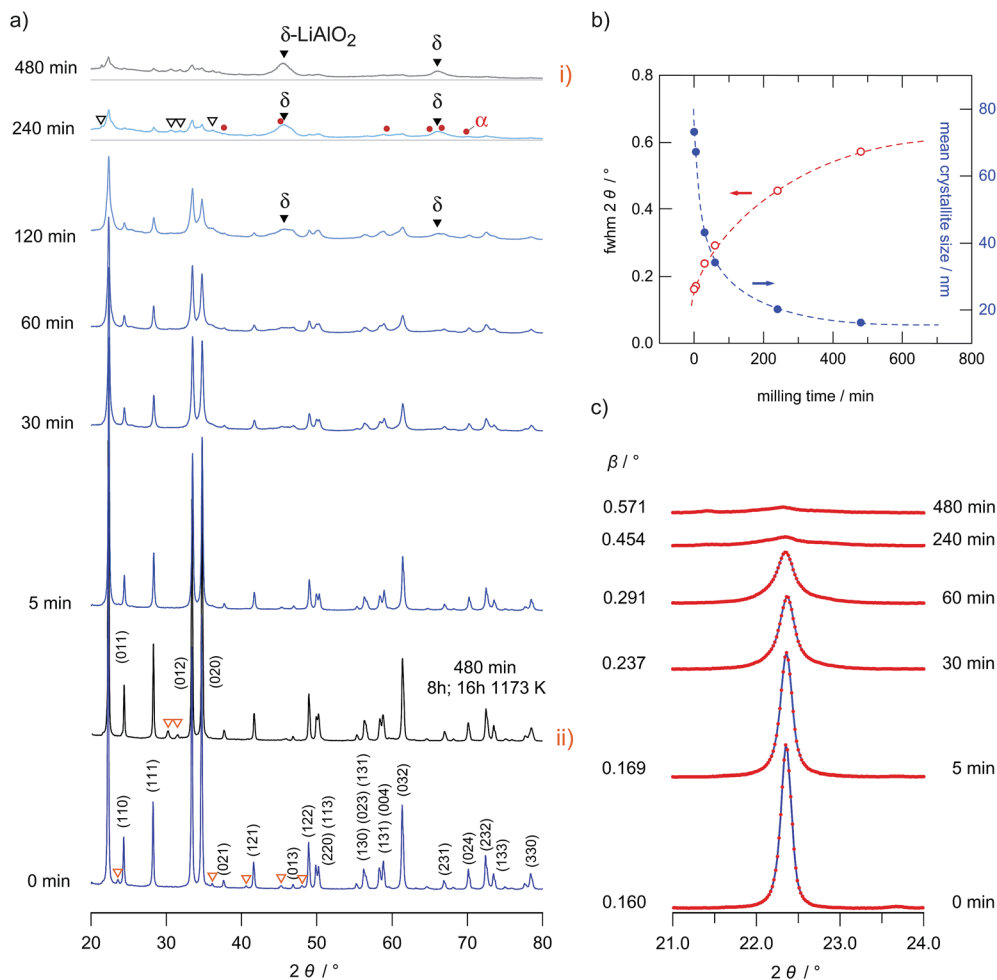 a)
δ-LiAlO2
δ
480 min
δ
δ
α
240 min
δ
δ
120 min
60 min
30 min
5 min
(011)
(012)
(020)
480 min
8h; 16h 1173 K
(110)
(111)
(021)
(121)
(013)
(122)
(220) (113)
(130) (023) (131)
(131) (004)
(032)
(231)
(024)
(232)
(133)
(330)
0 min
20 30 40 50 60 70 80
2 θ / °
i)
ii)
b)
0.8
0.6
0.4
0.2
0.0
fwhm 2 θ / °
80
60
40
20
mean crystallite size / nm
0 200 400 600 800
milling time / min
c)
β / °
0.571 480 min
0.454 240 min
0.291 60 min
0.237 30 min
0.169 5 min
0.160 0 min
21.0 22.0 23.0 24.0
2 θ / °